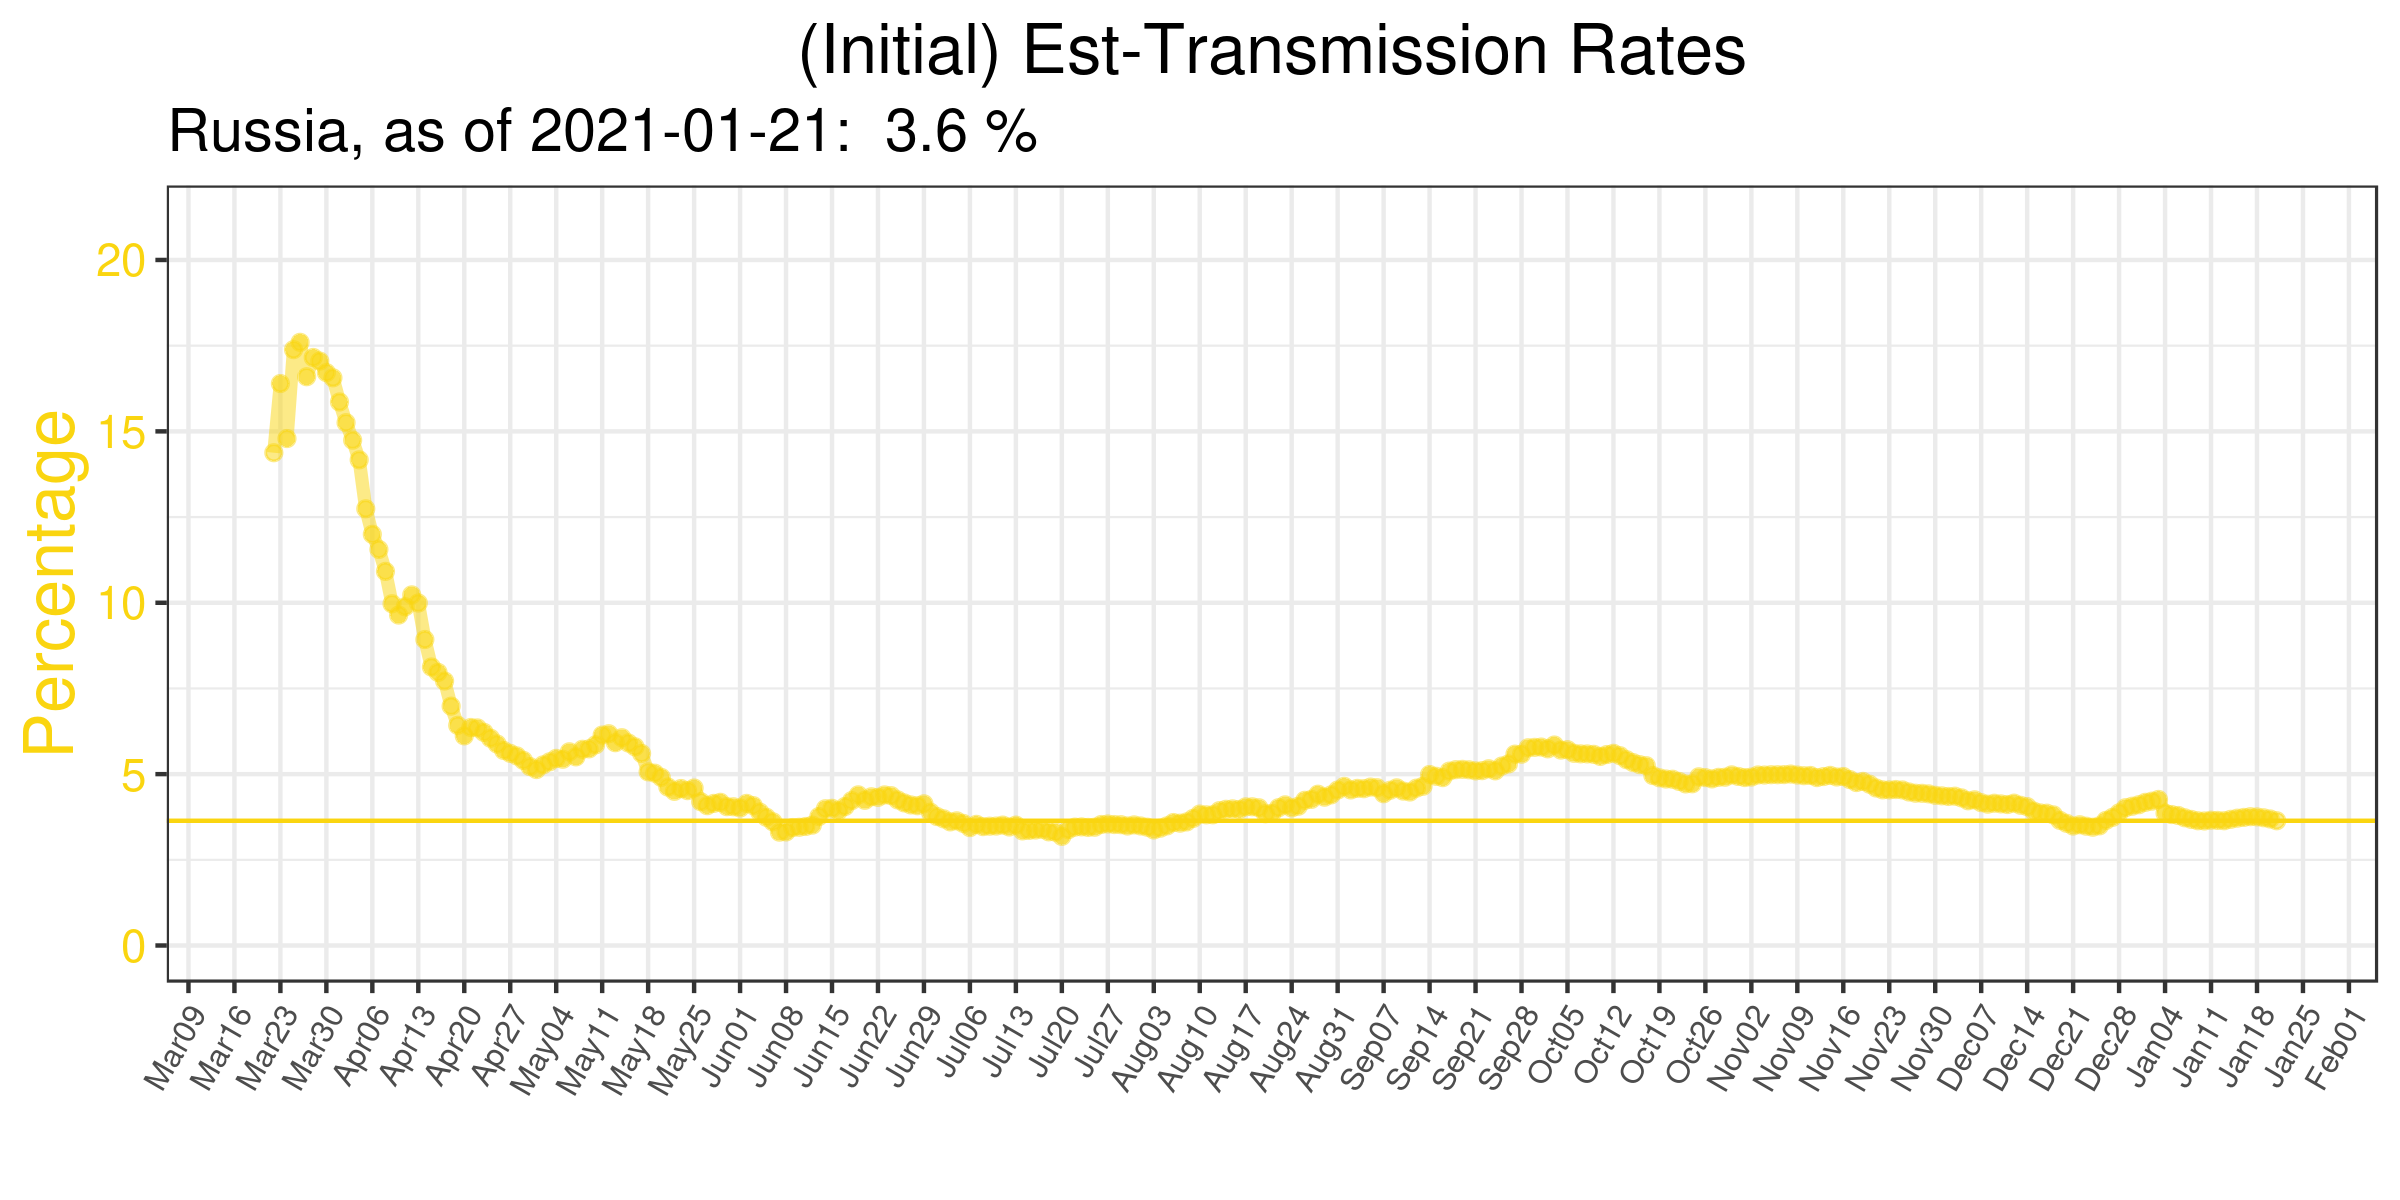 (Initial) Est-Transmission Rates
Russia, as of 2021-01-21:  3.6 %
Percentage
20
15
10
5
0
Mar09
Mar16
Mar23
Mar30
Apr06
Apr13
Apr20
Apr27
May04
May11
May18
May25
Jun01
Jun08
Jun15
Jun22
Jun29
Jul06
Jul13
Jul20
Jul27
Aug03
Aug10
Aug17
Aug24
Aug31
Sep07
Sep14
Sep21
Sep28
Oct05
Oct12
Oct19
Oct26
Nov02
Nov09
Nov16
Nov23
Nov30
Dec07
Dec14
Dec21
Dec28
Jan04
Jan11
Jan18
Jan25
Feb01